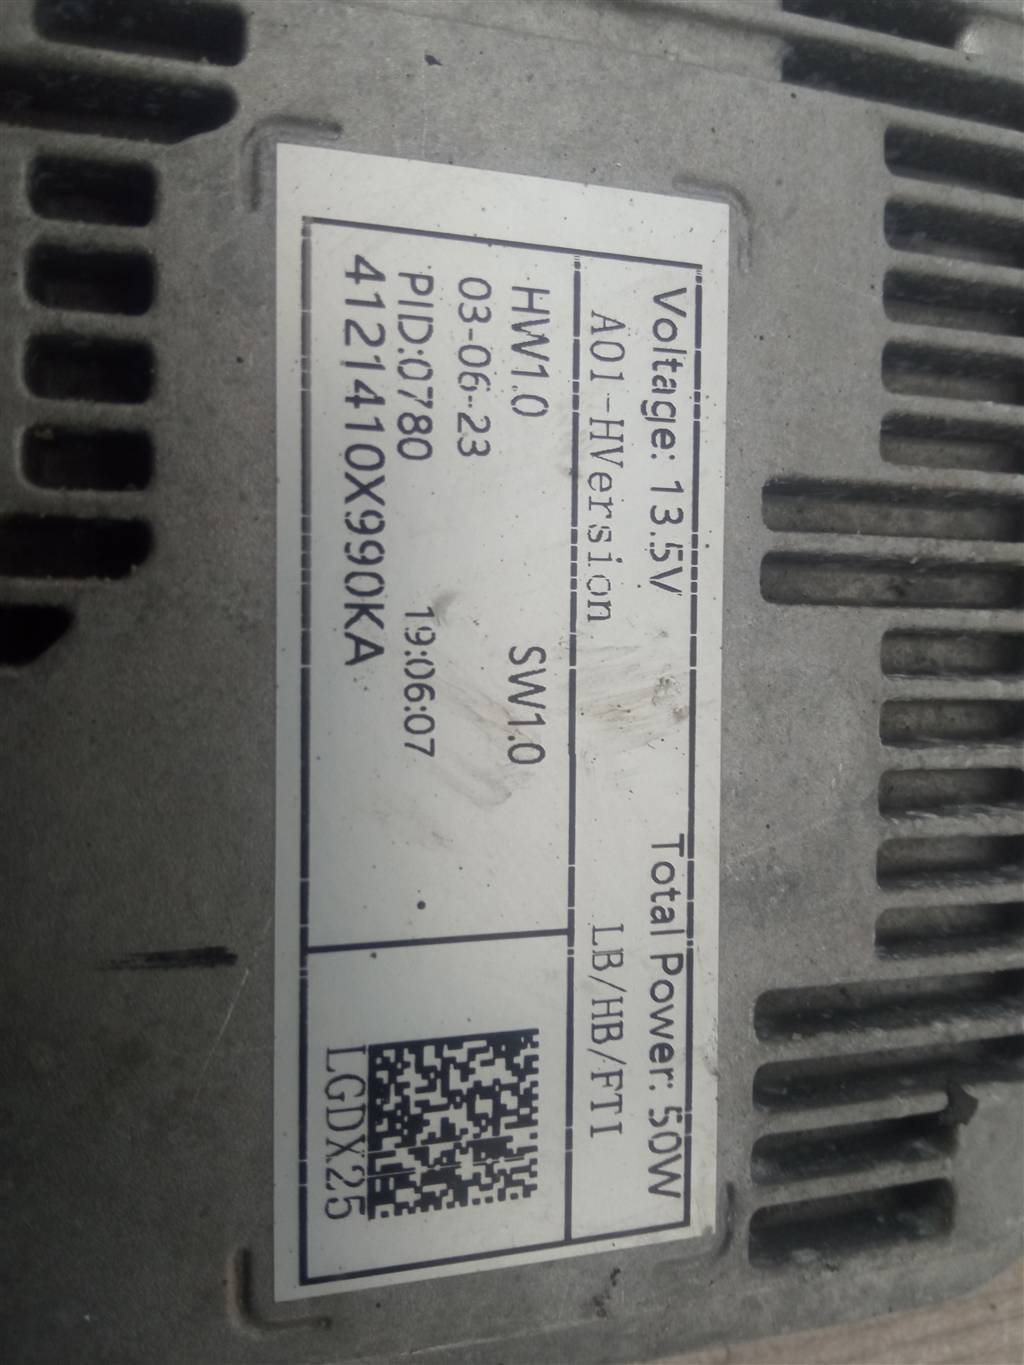 Voltage: 13.5V Total Power: 50W
A01-HVersion LB/HB/FTI
HW1.0 SW1.0
03-06-23
PID:0780 19:06:07
41214110X990KA
LGDX25